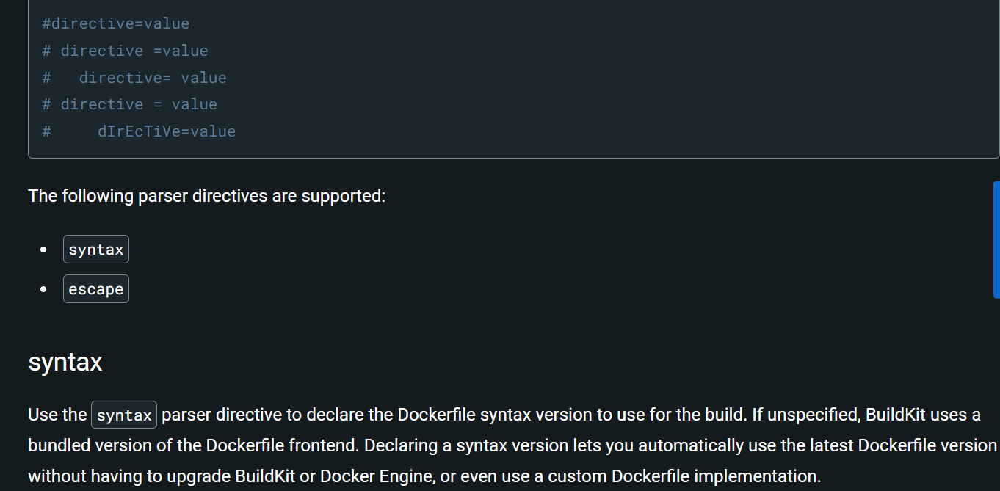 #directive=value
# directive =value
#   directive= value
# directive = value
#     dIrEcTiVe=value
The following parser directives are supported:
• syntax
• escape
syntax
Use the syntax parser directive to declare the Dockerfile syntax version to use for the build. If unspecified, BuildKit uses a
bundled version of the Dockerfile frontend. Declaring a syntax version lets you automatically use the latest Dockerfile version
without having to upgrade BuildKit or Docker Engine, or even use a custom Dockerfile implementation.